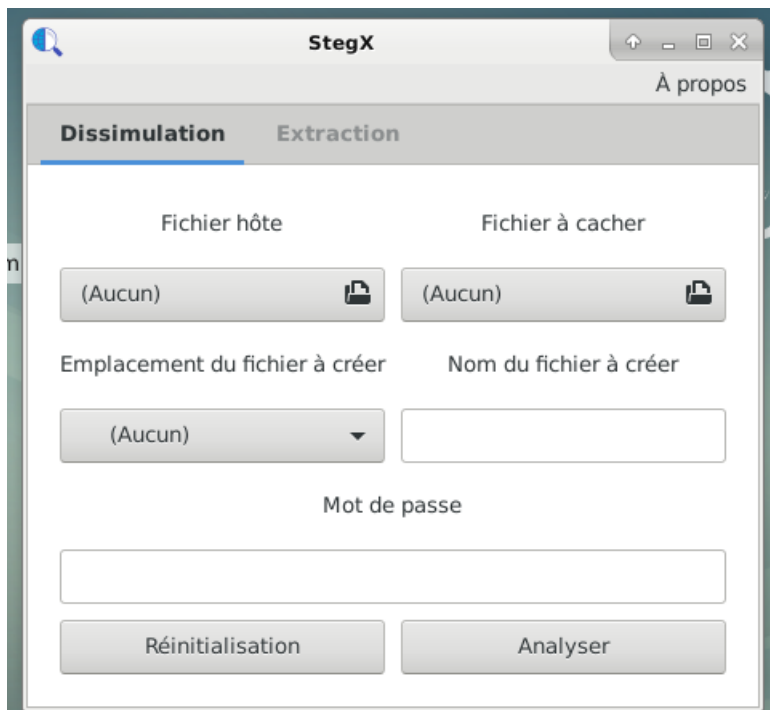 StegX
À propos
Dissimulation Extraction
Fichier hôte Fichier à cacher
(Aucun) (Aucun)
Emplacement du fichier à créer Nom du fichier à créer
(Aucun)
Mot de passe
Réinitialisation Analyser